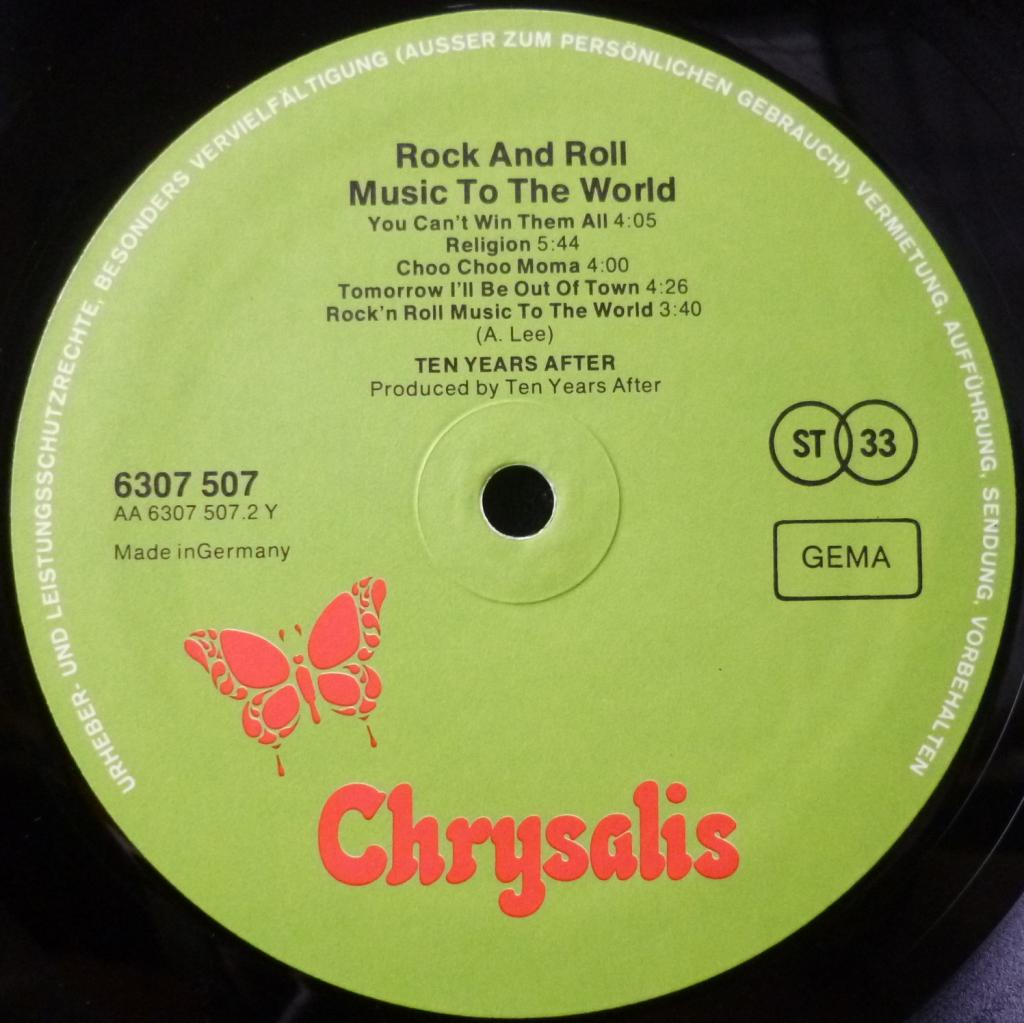 URHEBER- UND LEISTUNGSSCHUTZRECHTE, BESONDERS VERVIELFÄLTIGUNG (AUSSER ZUM PERSÖNLICHEN GEBRAUCH), VERMIETUNG, AUFFÜHRUNG, SENDUNG, VORBEHALTEN
Rock And Roll
Music To The World
You Can't Win Them All 4:05
Religion 5:44
Choo Choo Moma 4:00
Tomorrow I'll Be Out Of Town 4:26
Rock'n Roll Music To The World 3:40
(A. Lee)
TEN YEARS AFTER
Produced by Ten Years After
ST 33
6307 507
AA 6307 507.2 Y
Made inGermany
GEMA
Chrysalis